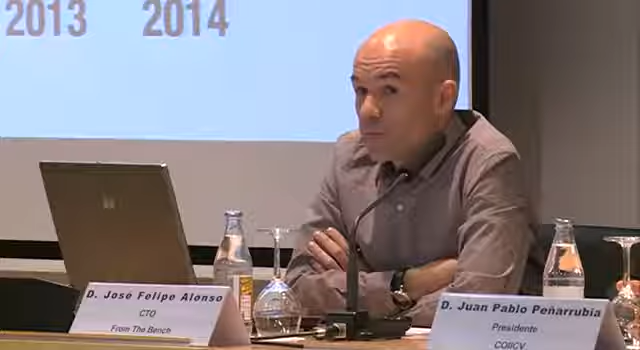 2013 2014
D. José Felipe Alonso
CTO
From The Bench
D. Juan Pablo Peñarrubia
Presidente
COIICV